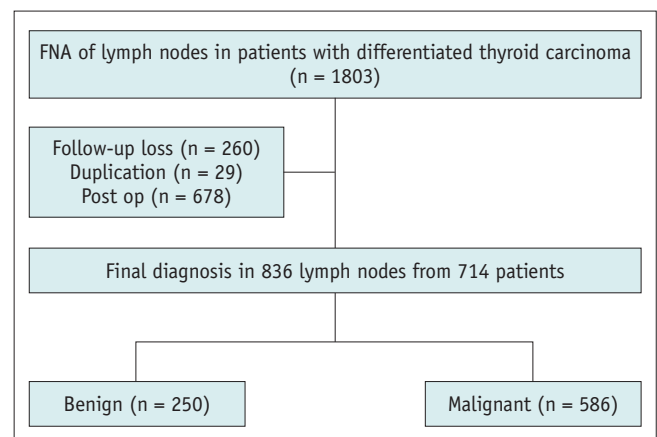 FNA of lymph nodes in patients with differentiated thyroid carcinoma
(n = 1803)
Follow-up loss (n = 260)
Duplication (n = 29)
Post op (n = 678)
Final diagnosis in 836 lymph nodes from 714 patients
Benign (n = 250)
Malignant (n = 586)